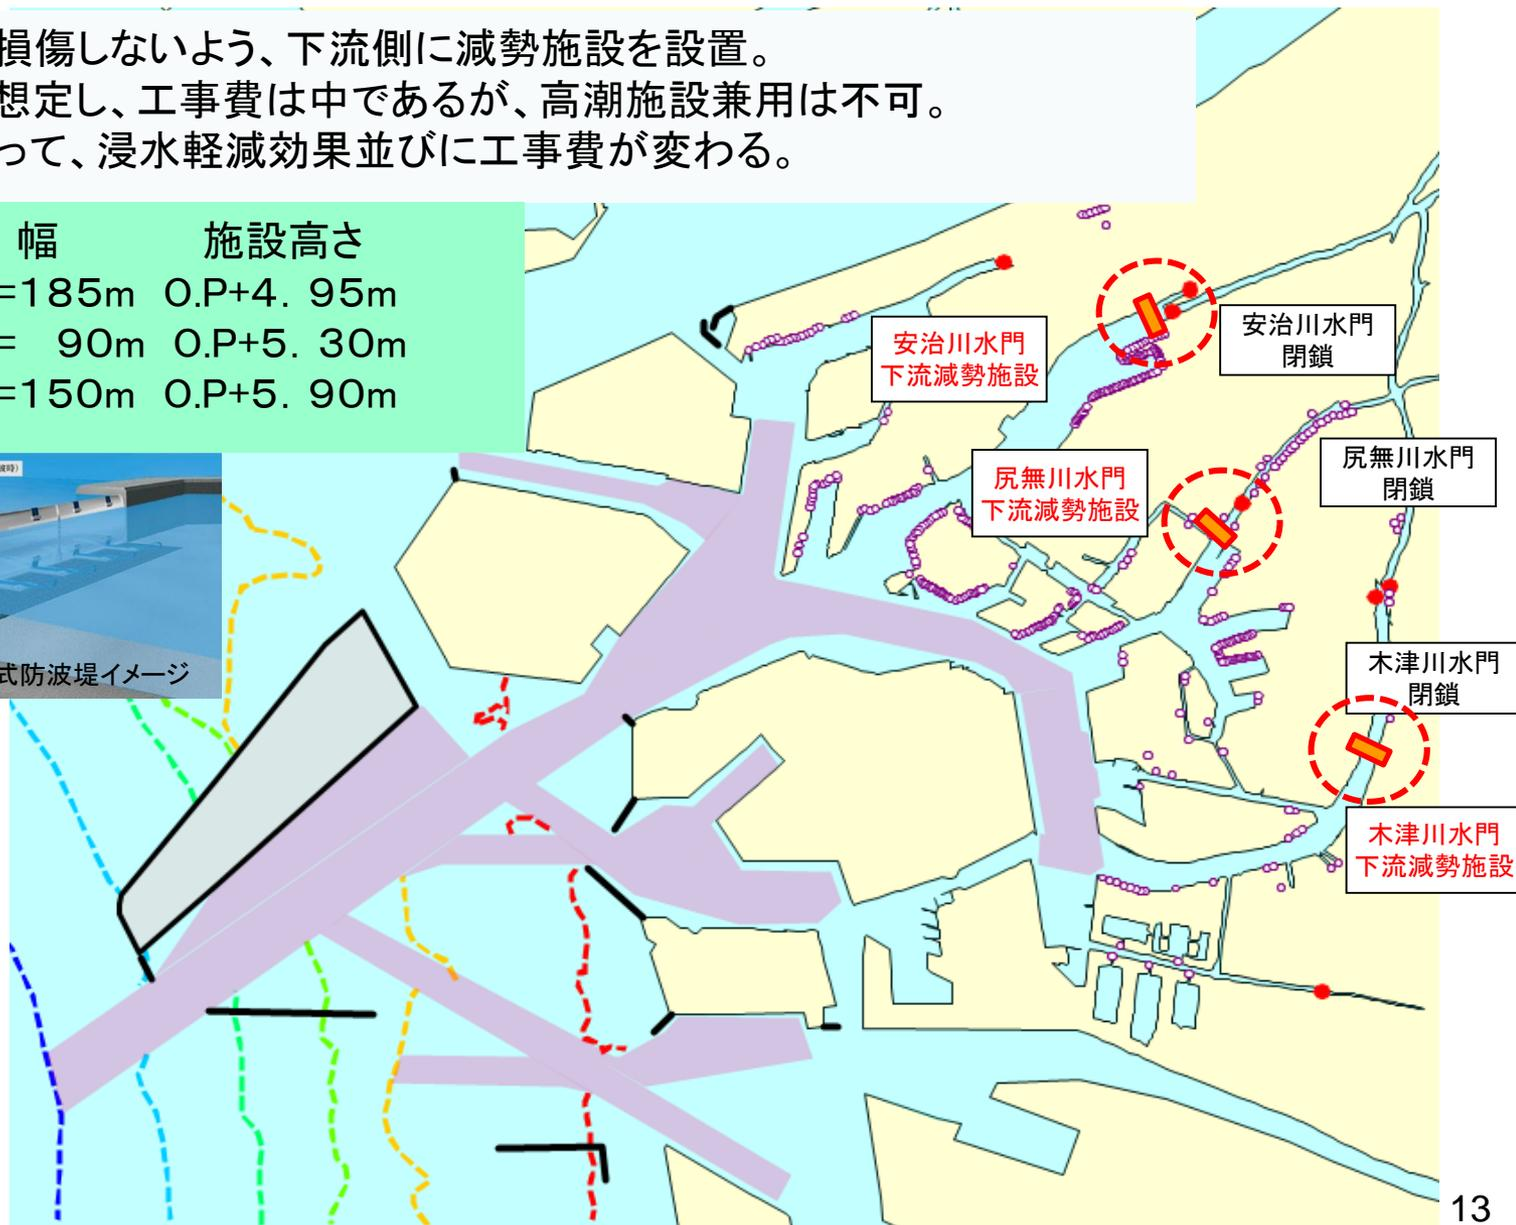 損傷しないよう、下流側に減勢施設を設置。
想定し、工事費は中であるが、高潮施設兼用は不可。
って、浸水軽減効果並びに工事費が変わる。
幅 施設高さ
=185m O.P+4. 95m
= 90m O.P+5. 30m
=150m O.P+5. 90m
式防波堤イメージ
安治川水門
下流減勢施設
安治川水門
閉鎖
尻無川水門
下流減勢施設
尻無川水門
閉鎖
木津川水門
閉鎖
木津川水門
下流減勢施設
13